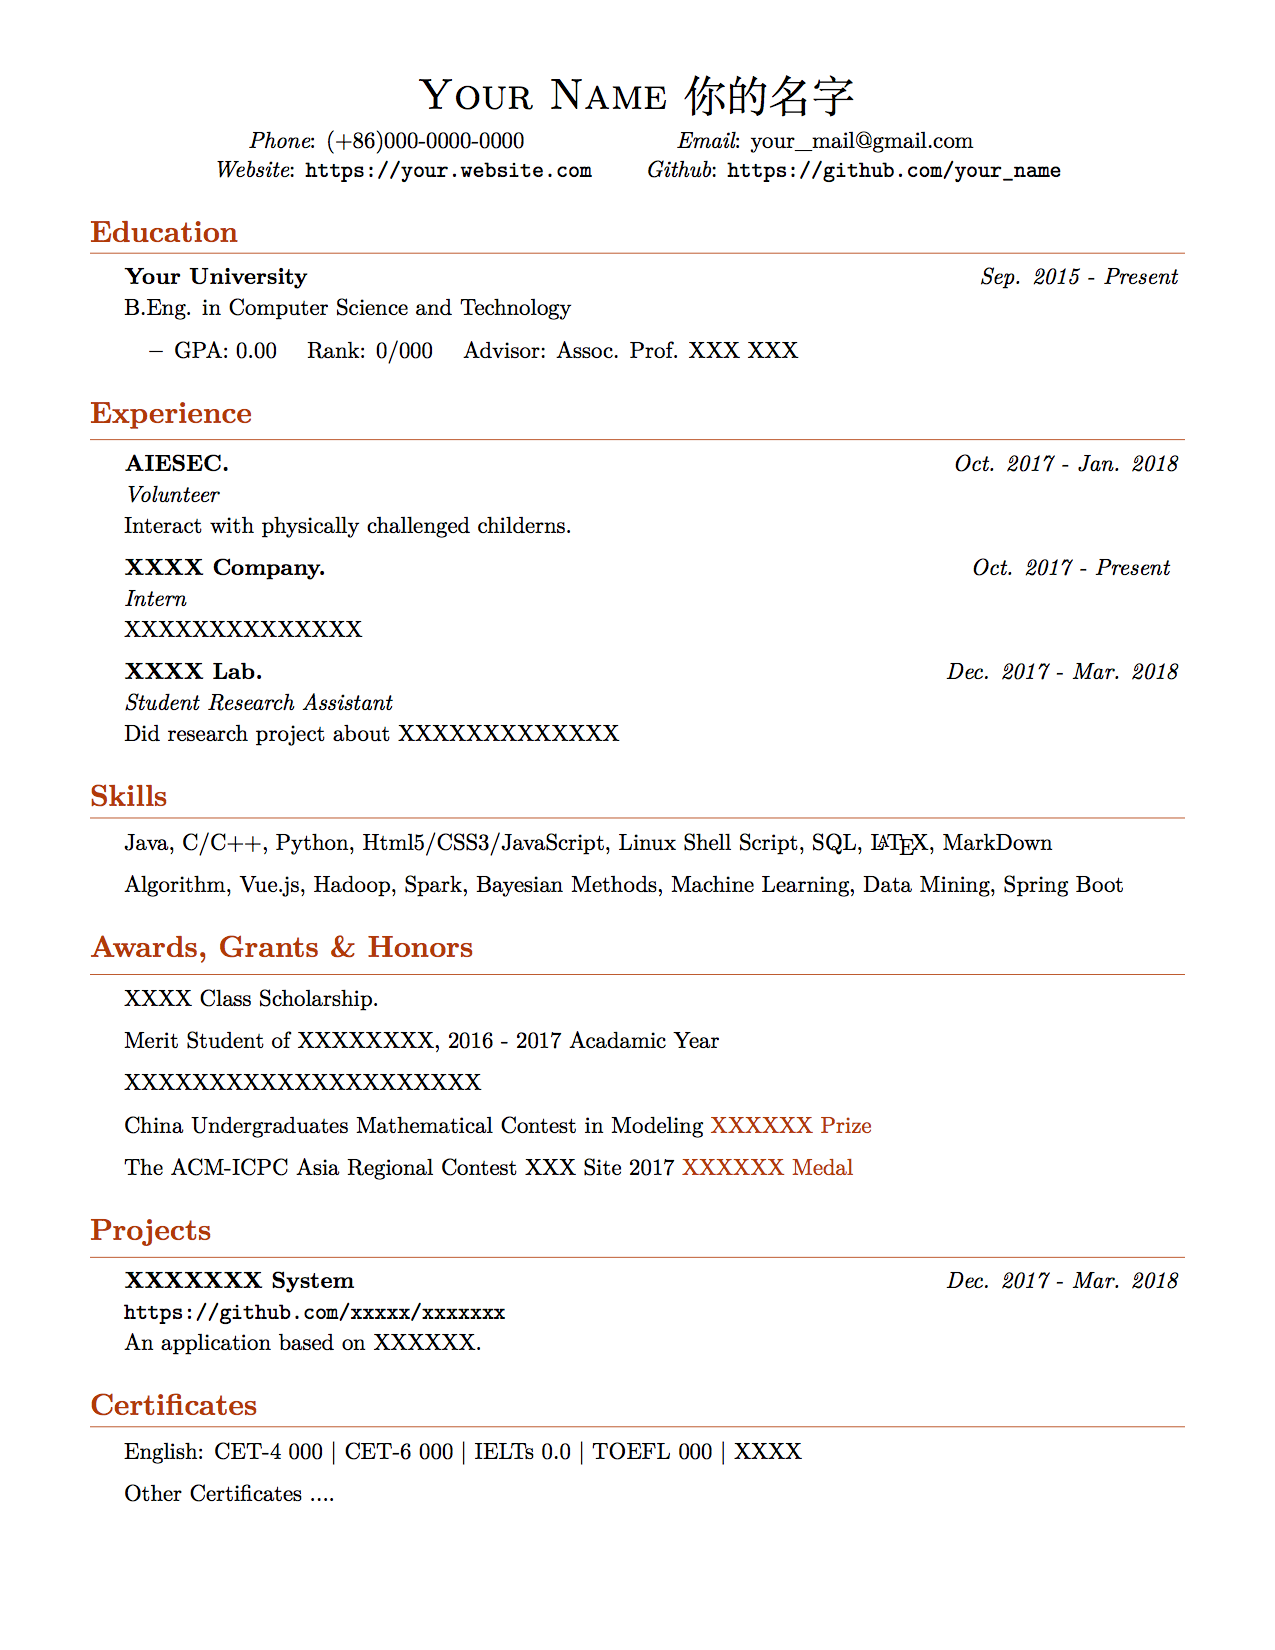 Your Name 你的名字
Phone: (+86)000-0000-0000 Email: your_mail@gmail.com
Website: https://your.website.com Github: https://github.com/your_name
Education
Your University Sep. 2015 - Present
B.Eng. in Computer Science and Technology
– GPA: 0.00 Rank: 0/000 Advisor: Assoc. Prof. XXX XXX
Experience
AIESEC. Oct. 2017 - Jan. 2018
Volunteer
Interact with physically challenged childerns.
XXXX Company. Oct. 2017 - Present
Intern
XXXXXXXXXXXXXX
XXXX Lab. Dec. 2017 - Mar. 2018
Student Research Assistant
Did research project about XXXXXXXXXXXXX
Skills
Java, C/C++, Python, Html5/CSS3/JavaScript, Linux Shell Script, SQL, LATEX, MarkDown
Algorithm, Vue.js, Hadoop, Spark, Bayesian Methods, Machine Learning, Data Mining, Spring Boot
Awards, Grants & Honors
XXXX Class Scholarship.
Merit Student of XXXXXXXX, 2016 - 2017 Acadamic Year
XXXXXXXXXXXXXXXXXXXXX
China Undergraduates Mathematical Contest in Modeling XXXXXX Prize
The ACM-ICPC Asia Regional Contest XXX Site 2017 XXXXXX Medal
Projects
XXXXXXX System Dec. 2017 - Mar. 2018
https://github.com/xxxxx/xxxxxxx
An application based on XXXXXX.
Certificates
English: CET-4 000 | CET-6 000 | IELTs 0.0 | TOEFL 000 | XXXX
Other Certificates ....